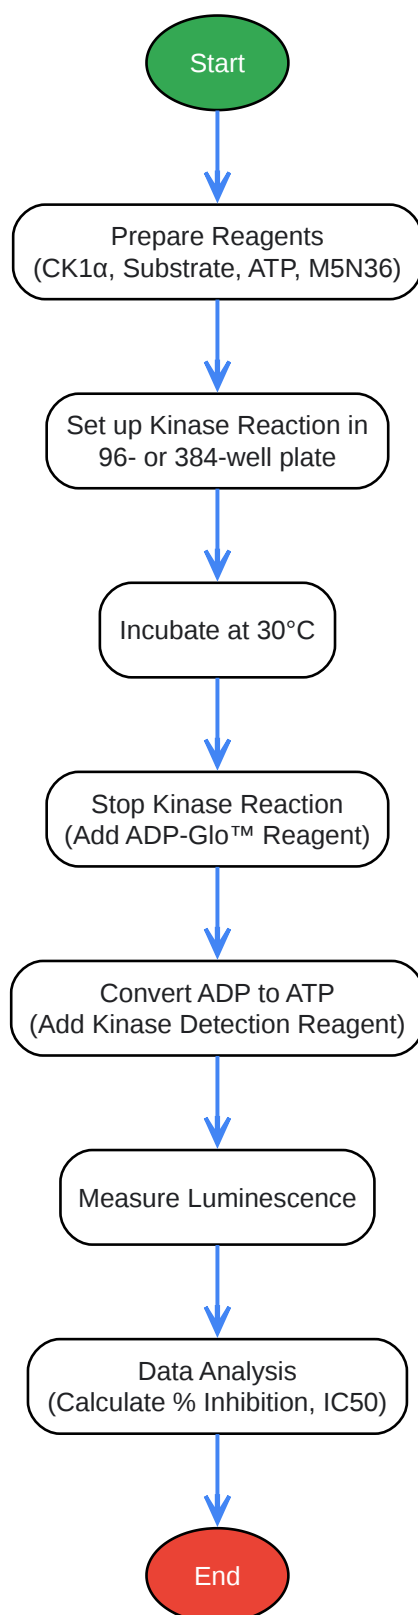 Start
Prepare Reagents
(CK1α, Substrate, ATP, M5N36)
Set up Kinase Reaction in
96- or 384-well plate
Incubate at 30°C
Stop Kinase Reaction
(Add ADP-Glo™ Reagent)
Convert ADP to ATP
(Add Kinase Detection Reagent)
Measure Luminescence
Data Analysis
(Calculate % Inhibition, IC50)
End